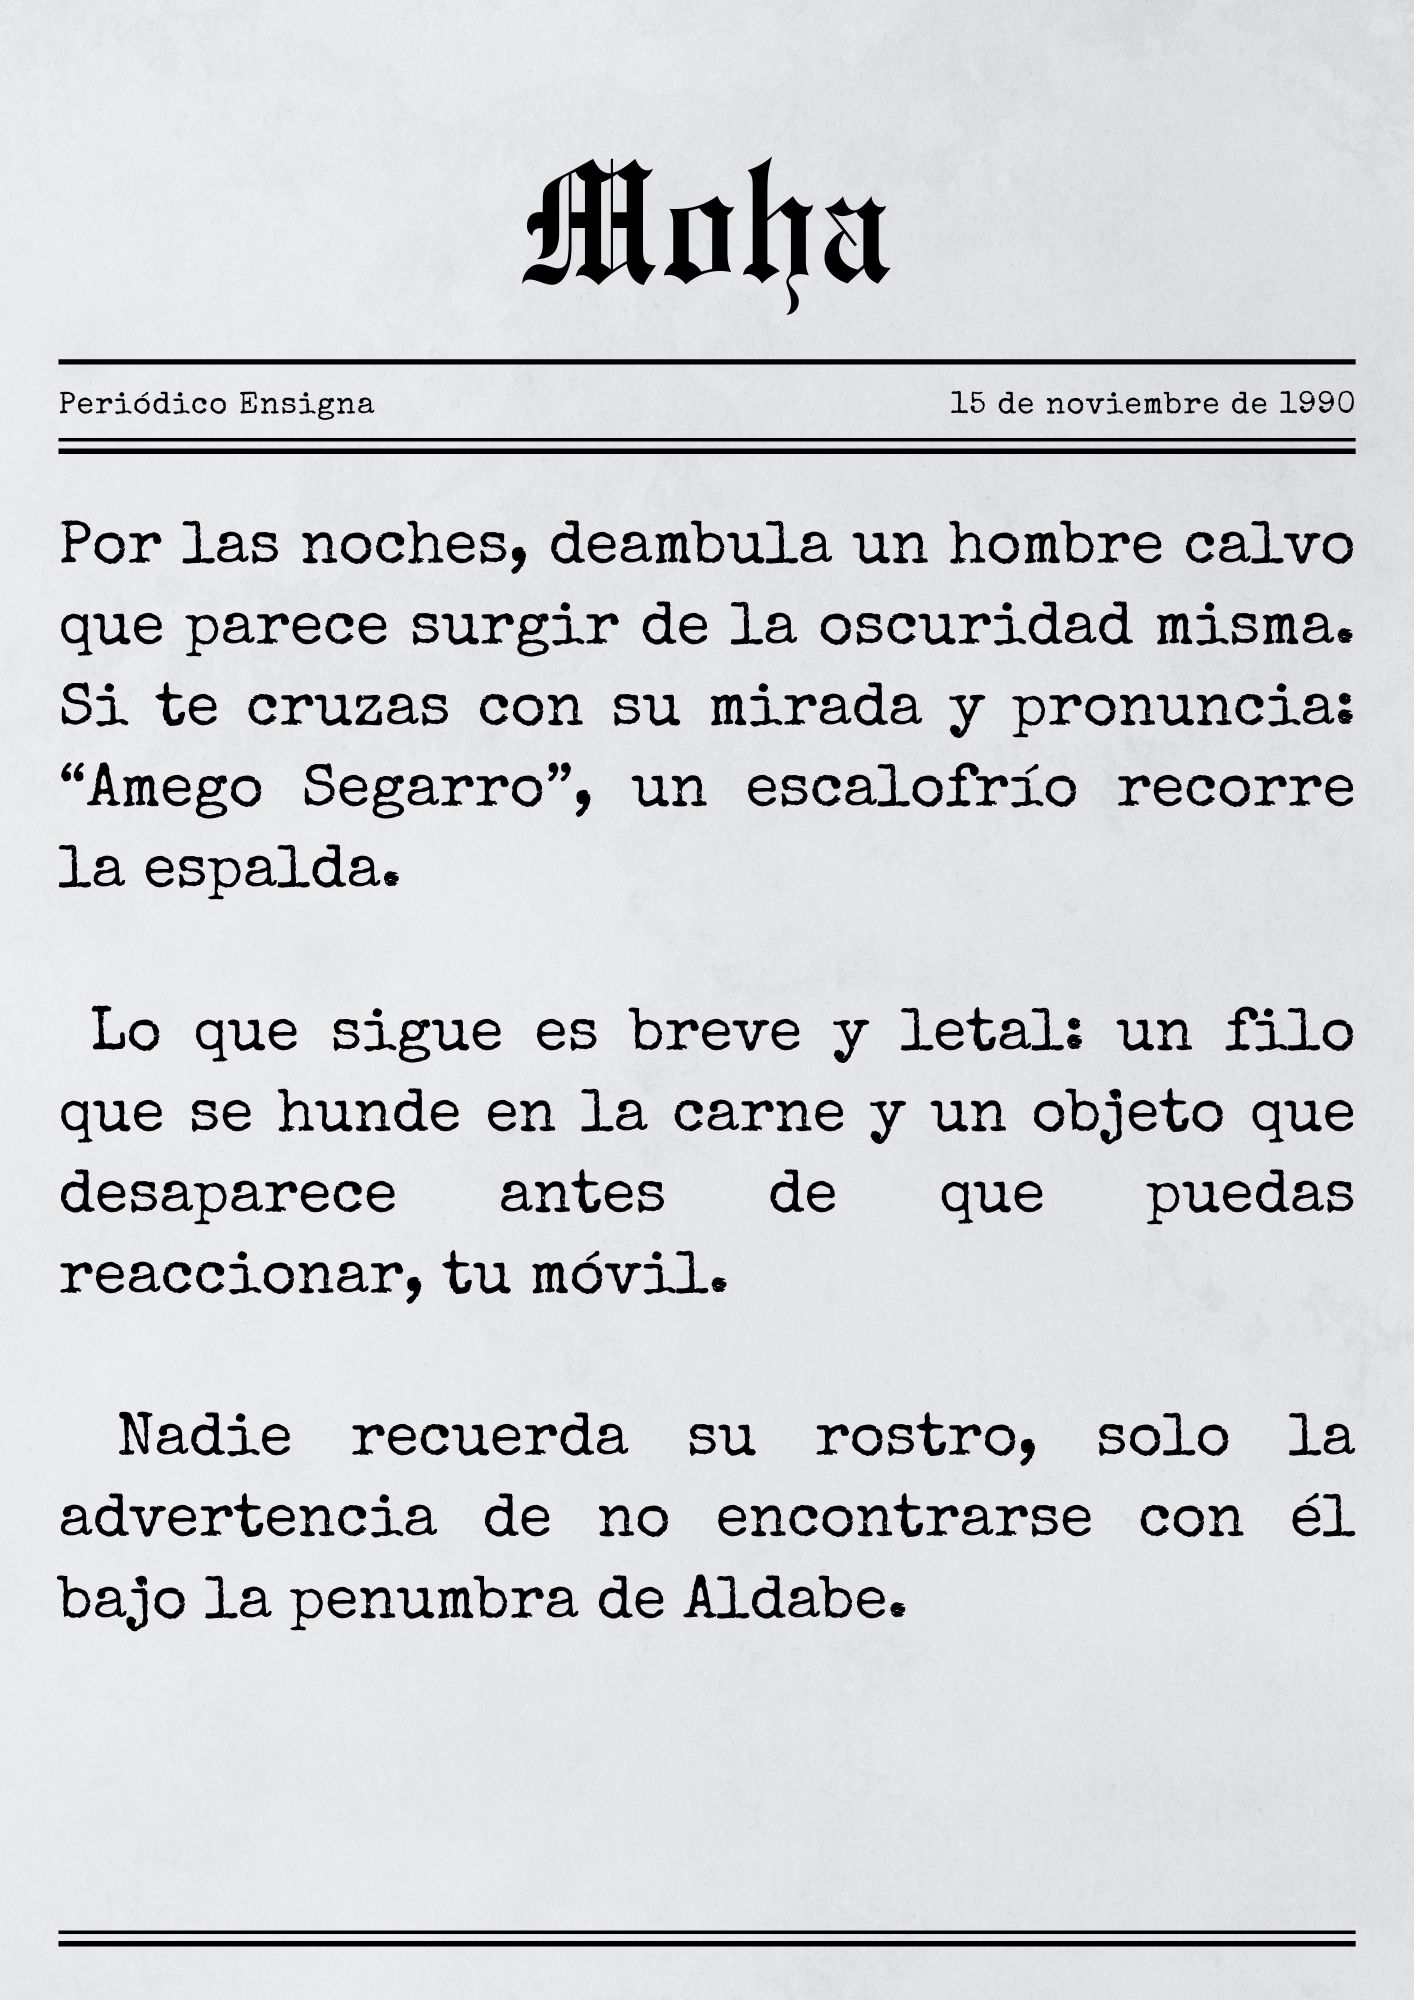 Moha
Periódico Ensigna
15 de noviembre de 1990
Por las noches, deambula un hombre calvo
que parece surgir de la oscuridad misma.
Si te cruzas con su mirada y pronuncia:
“Amego Segarro”, un escalofrío recorre
la espalda.
Lo que sigue es breve y letal: un filo
que se hunde en la carne y un objeto que
desaparece antes de que puedas
reaccionar, tu móvil.
Nadie recuerda su rostro, solo la
advertencia de no encontrarse con él
bajo la penumbra de Aldabe.